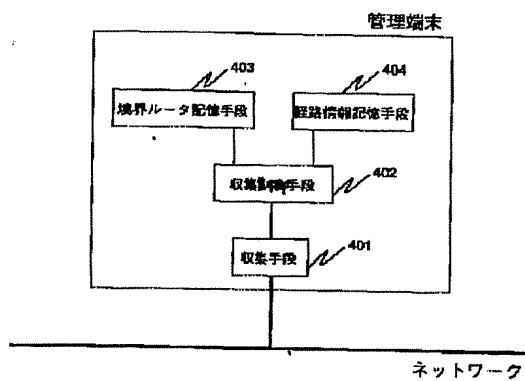 管理端末
403
404
境界ルータ記憶手段
経路情報記憶手段
収集制御手段
402
収集手段
401
ネットワーク